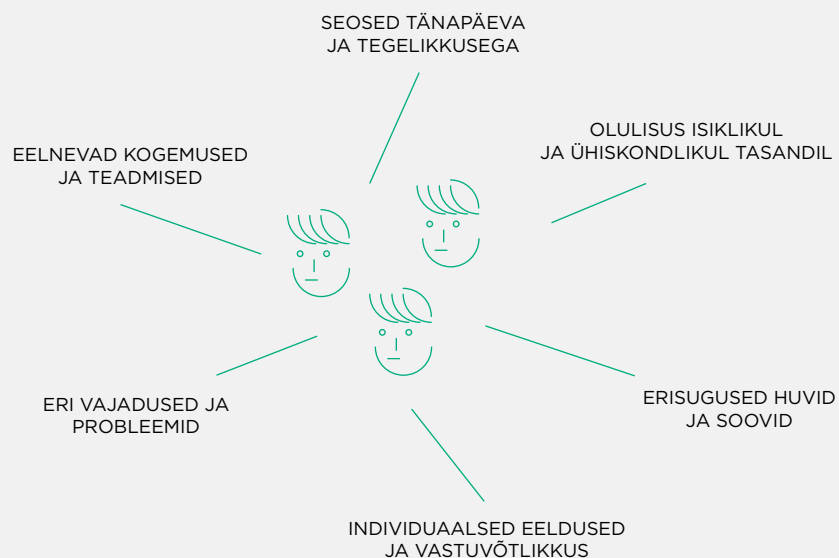 SEOSED TÄNAPÄEVA
JA TEGELIKKUSEGA
OLULISUS ISIKLIKUL
JA ÜHISKONDLIKUL TASANDIL
EELNEVAD KOGEMUSED
JA TEADMISED
ERI VAJADUSED JA
PROBLEEMID
ERISUGUSED HUVID
JA SOOVID
INDIVIDUAALSED EELDUSED
JA VASTUVÕTLIKKUS